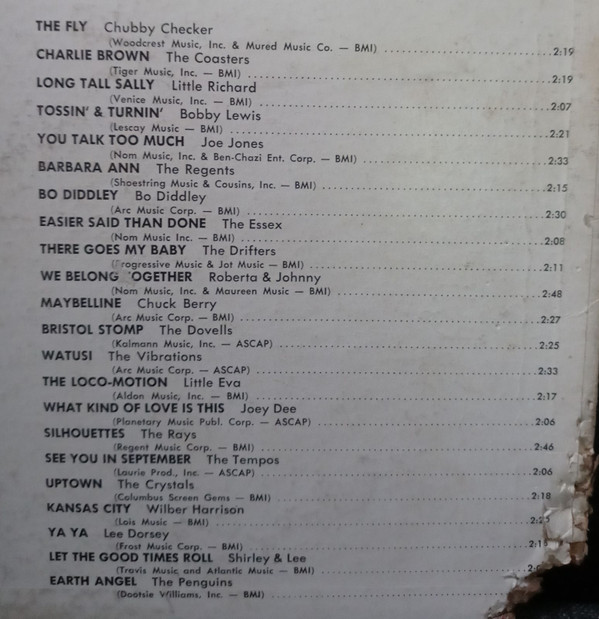 THE FLY Chubby Checker
(Woodcrest Music, Inc. & Mured Music Co. — BMI) 2:19
CHARLIE BROWN The Coasters
(Tiger Music, Inc. — BMI) 2:19
LONG TALL SALLY Little Richard
(Venice Music, Inc. — BMI) 2:07
TOSSIN' & TURNIN' Bobby Lewis
(Lescay Music — BMI) 2:21
YOU TALK TOO MUCH Joe Jones
(Nom Music, Inc. & Ben-Chazi Ent. Corp. — BMI) 2:33
BARBARA ANN The Regents
(Shoestring Music & Cousins, Inc. — BMI) 2:15
BO DIDDLEY Bo Diddley
(Arc Music Corp. — BMI) 2:30
EASIER SAID THAN DONE The Essex
(Nom Music Inc. — BMI) 2:08
THERE GOES MY BABY The Drifters
(Progressive Music & Jot Music — BMI) 2:11
WE BELONG OGETHER Roberta & Johnny
(Nom Music, Inc. & Maureen Music — BMI) 2:48
MAYBELLINE Chuck Berry
(Arc Music Corp. — BMI) 2:27
BRISTOL STOMP The Dovells
(Kalmann Music, Inc. — ASCAP) 2:25
WATUSI The Vibrations
(Arc Music Corp. — ASCAP) 2:33
THE LOCO-MOTION Little Eva
(Aldon Music, Inc. — BMI) 2:17
WHAT KIND OF LOVE IS THIS Joey Dee
(Planetary Music Publ. Corp. — ASCAP) 2:06
SILHOUETTES The Rays
(Regent Music Corp. — BMI) 2:46
SEE YOU IN SEPTEMBER The Tempos
(Laurie Prod., Inc. — ASCAP) 2:06
UPTOWN The Crystals
(Columbus Screen Gems — BMI) 2:18
KANSAS CITY Wilber Harrison
(Lois Music — BMI)
YA YA Lee Dorsey
(Frost Music Corp. — BMI)
LET THE GOOD TIMES ROLL Shirley & Lee
(Travis Music and Atlantic Music — BMI)
EARTH ANGEL The Penguins
(Dootsie Williams, Inc. — BMI)